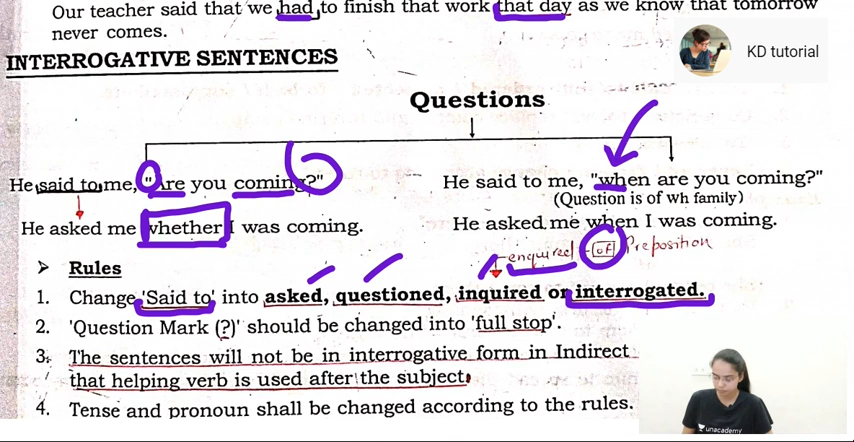 Our teacher said that we had to finish that work that day as we know that tomorrow
never comes.
KD tutorial
INTERROGATIVE SENTENCES
Questions
He said to me, "Are you coming?"
He said to me, "when are you coming?"
(Question is of wh family)
He asked me whether I was coming.
He asked me when I was coming.
enquired of Preposition
➤ Rules
1. Change 'Said to' into asked, questioned, inquired or interrogated.
2. 'Question Mark (?)' should be changed into 'full stop'.
3. The sentences will not be in interrogative form in Indirect
that helping verb is used after the subject.
4. Tense and pronoun shall be changed according to the rules.
unacademy